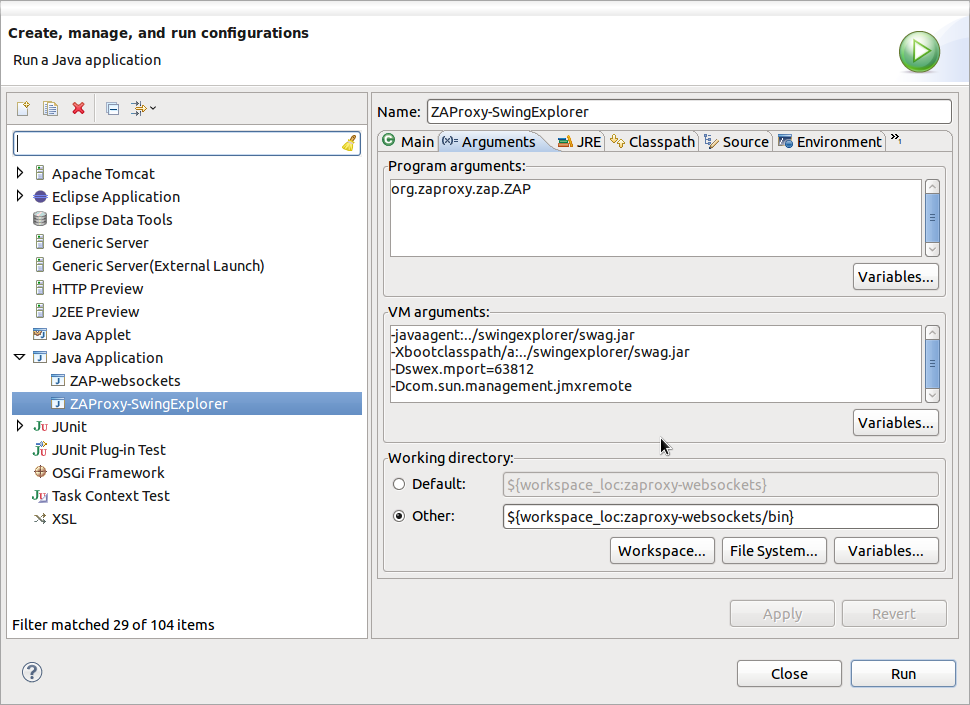 Create, manage, and run configurations
Run a Java application
Name: ZAProxy-SwingExplorer
Main (x)= Arguments JRE Classpath Source Environment »1
Apache Tomcat
Eclipse Application
Eclipse Data Tools
Generic Server
Generic Server(External Launch)
HTTP Preview
J2EE Preview
Java Applet
Java Application
ZAP-websockets
ZAProxy-SwingExplorer
JUnit
JUnit Plug-in Test
OSGi Framework
Task Context Test
XSL
Filter matched 29 of 104 items
Program arguments:
org.zaproxy.zap.ZAP
Variables...
VM arguments:
-javaagent:../swingexplorer/swag.jar
-Xbootclasspath/a:../swingexplorer/swag.jar
-Dswex.mport=63812
-Dcom.sun.management.jmxremote
Variables...
Working directory:
Default: ${workspace_loc:zaproxy-websockets}
Other: ${workspace_loc:zaproxy-websockets/bin}
Workspace... File System... Variables...
Apply Revert
? Close Run